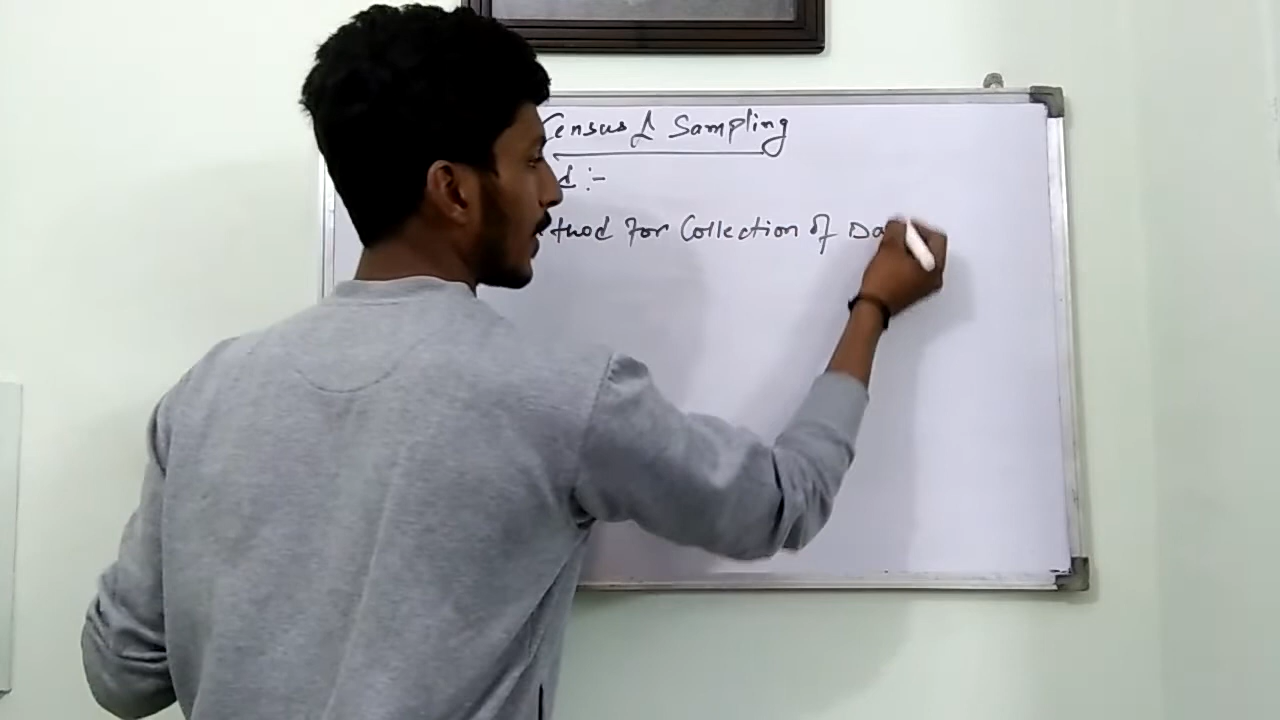 Census & Sampling
d :-
thod for Collection of Da